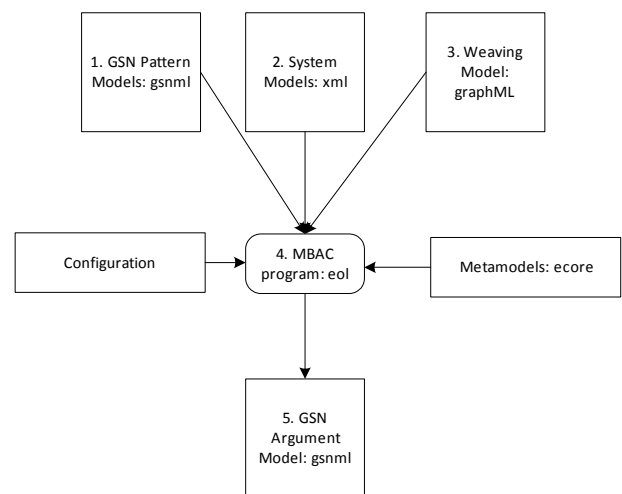 1. GSN Pattern
Models: gsnml
2. System
Models: xml
3. Weaving
Model:
graphML
Configuration
4. MBAC
program: eol
Metamodels: ecore
5. GSN
Argument
Model: gsnml